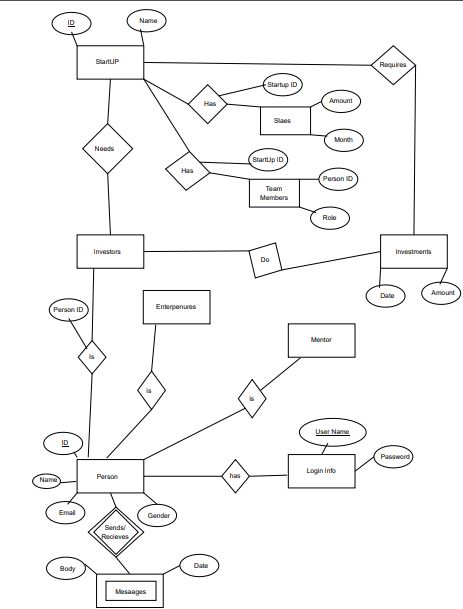 ID
Name
StartUP
Requires
Startup ID
Has
Amount
Slaes
Month
Needs
StartUp ID
Has
Person ID
Team
Members
Role
Investors
Do
Investments
Date
Amount
Person ID
Enterpenures
Mentor
Is
is
is
User Name
ID
Password
Name
Person
has
Login Info
Email
Gender
Sends/
Recieves
Body
Date
Mesaages